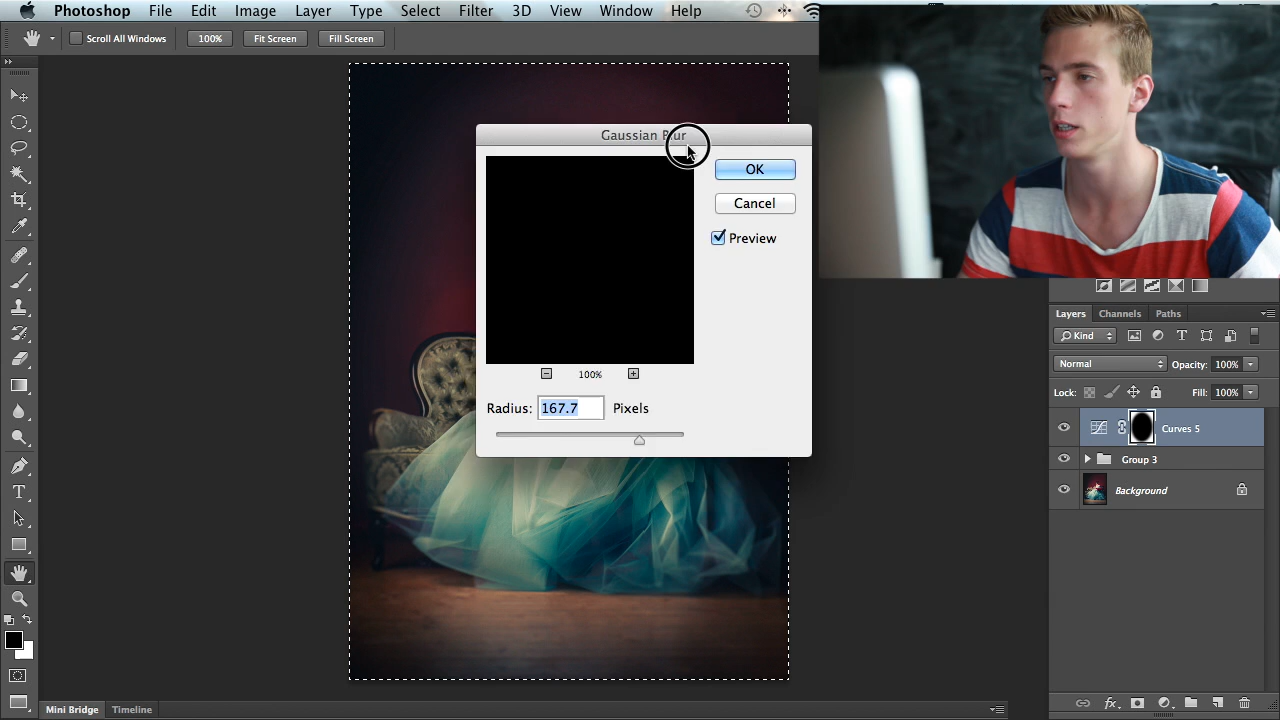 Photoshop File Edit Image Layer Type Select Filter 3D View Window Help
Scroll All Windows 100% Fit Screen Fill Screen
Gaussian Blur
OK
Cancel
Preview
100%
Radius: 167.7 Pixels
Layers Channels Paths
Kind T
Normal Opacity: 100%
Lock: Fill: 100%
Curves 5
Group 3
Background
T
fx
Mini Bridge Timeline